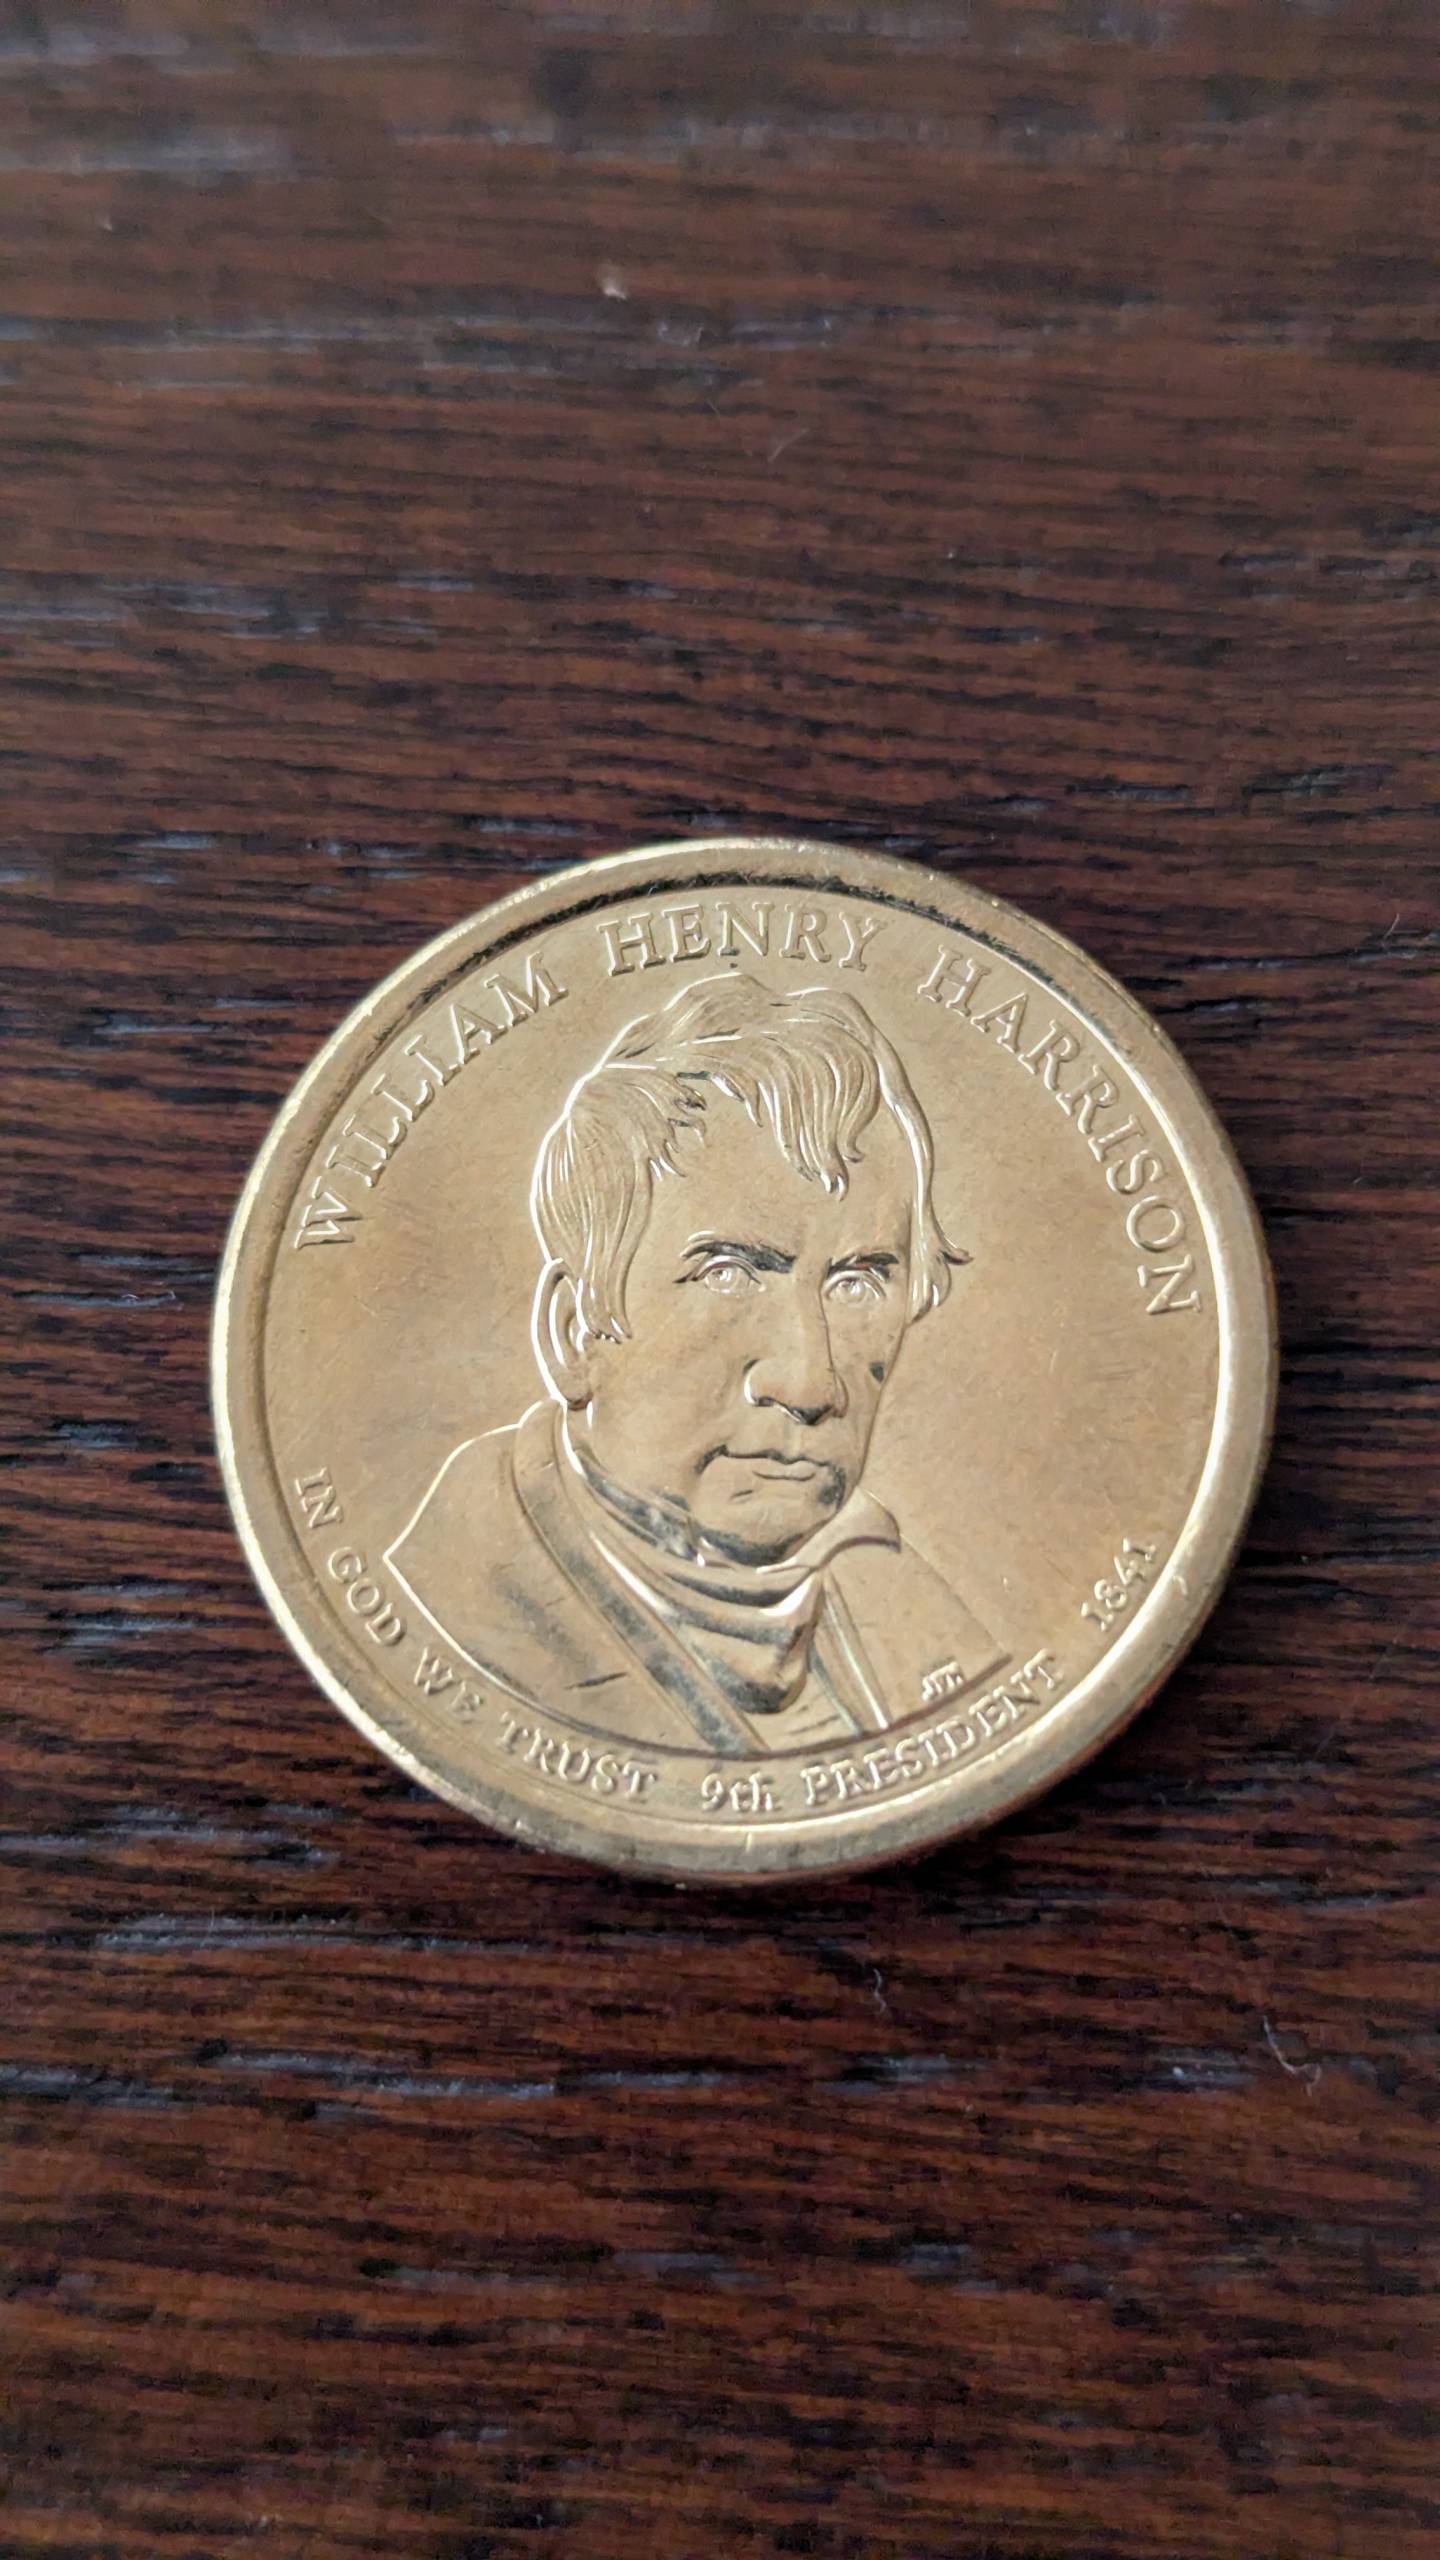 WILLIAM HENRY HARRISON
IN GOD WE TRUST 9th PRESIDENT 1841